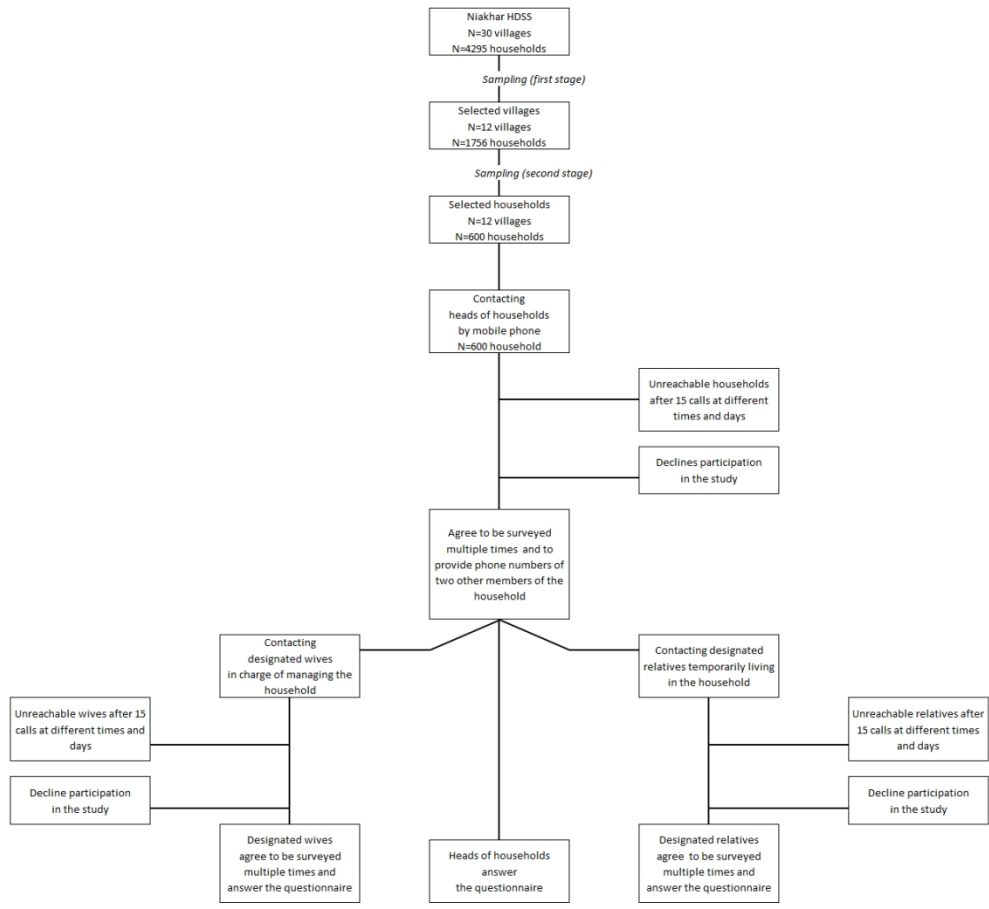 Niakhar HDSS
N=30 villages
N=4295 households
Sampling (first stage)
Selected villages
N=12 villages
N=1756 households
Sampling (second stage)
Selected households
N=12 villages
N=600 households
Contacting
heads of households
by mobile phone
N=600 household
Unreachable households
after 15 calls at different
times and days
Declines participation
in the study
Agree to be surveyed
multiple times and to
provide phone numbers of
two other members of the
household
Contacting
designated wives
in charge of managing the
household
Contacting designated
relatives temporarily living
in the household
Unreachable wives after 15
calls at different times and
days
Unreachable relatives after
15 calls at different times
and days
Decline participation
in the study
Decline participation
in the study
Designated wives
agree to be surveyed
multiple times and
answer the questionnaire
Heads of households
answer
the questionnaire
Designated relatives
agree to be surveyed
multiple times and
answer the questionnaire